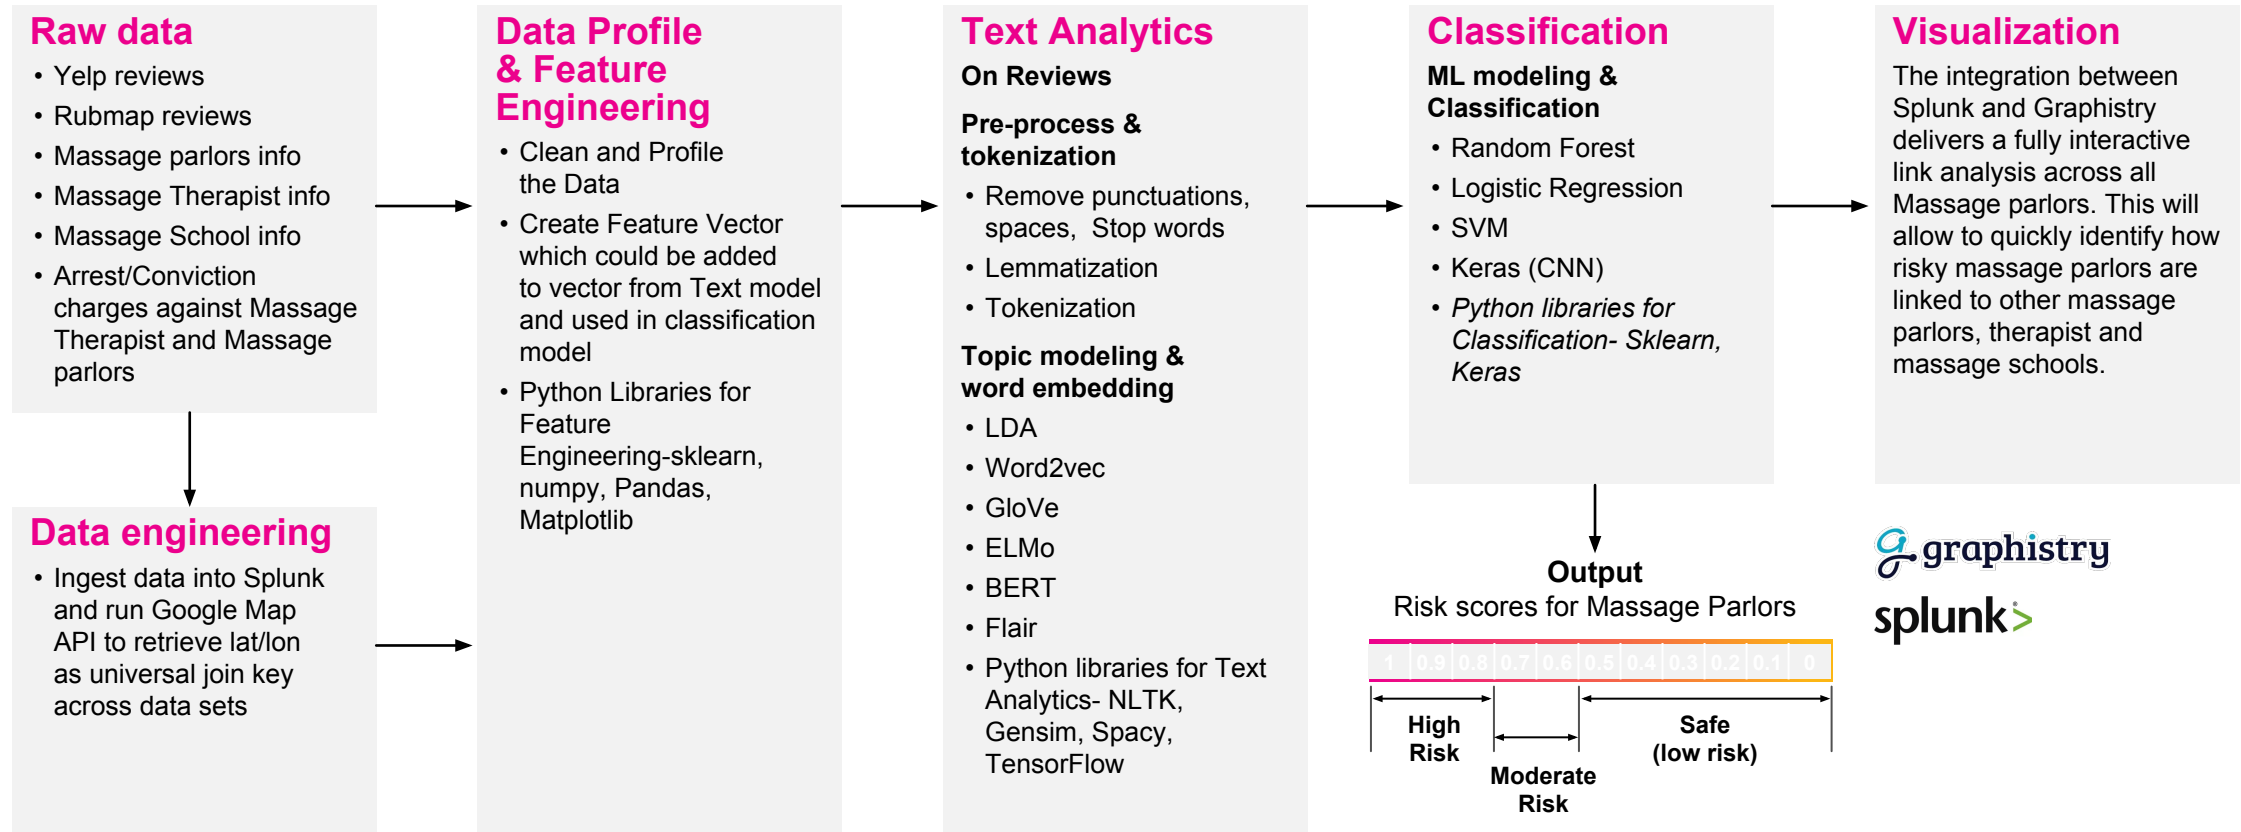 Raw data
• Yelp reviews
• Rubmap reviews
• Massage parlors info
• Massage Therapist info
• Massage School info
• Arrest/Conviction
charges against Massage
Therapist and Massage
parlors
Data engineering
• Ingest data into Splunk
and run Google Map
API to retrieve lat/lon
as universal join key
across data sets
Data Profile
& Feature
Engineering
• Clean and Profile
the Data
• Create Feature Vector
which could be added
to vector from Text model
and used in classification
model
• Python Libraries for
Feature
Engineering-sklearn,
numpy, Pandas,
Matplotlib
Text Analytics
On Reviews
Pre-process &
tokenization
• Remove punctuations,
spaces, Stop words
• Lemmatization
• Tokenization
Topic modeling &
word embedding
• LDA
• Word2vec
• GloVe
• ELMo
• BERT
• Flair
• Python libraries for Text
Analytics- NLTK,
Gensim, Spacy,
TensorFlow
Classification
ML modeling &
Classification
• Random Forest
• Logistic Regression
• SVM
• Keras (CNN)
• Python libraries for
Classification- Sklearn,
Keras
Output
Risk scores for Massage Parlors
1 0.9 0.8 0.7 0.6 0.5 0.4 0.3 0.2 0.1 0
High
Risk
Moderate
Risk
Safe
(low risk)
Visualization
The integration between
Splunk and Graphistry
delivers a fully interactive
link analysis across all
Massage parlors. This will
allow to quickly identify how
risky massage parlors are
linked to other massage
parlors, therapist and
massage schools.
graphistry
splunk>